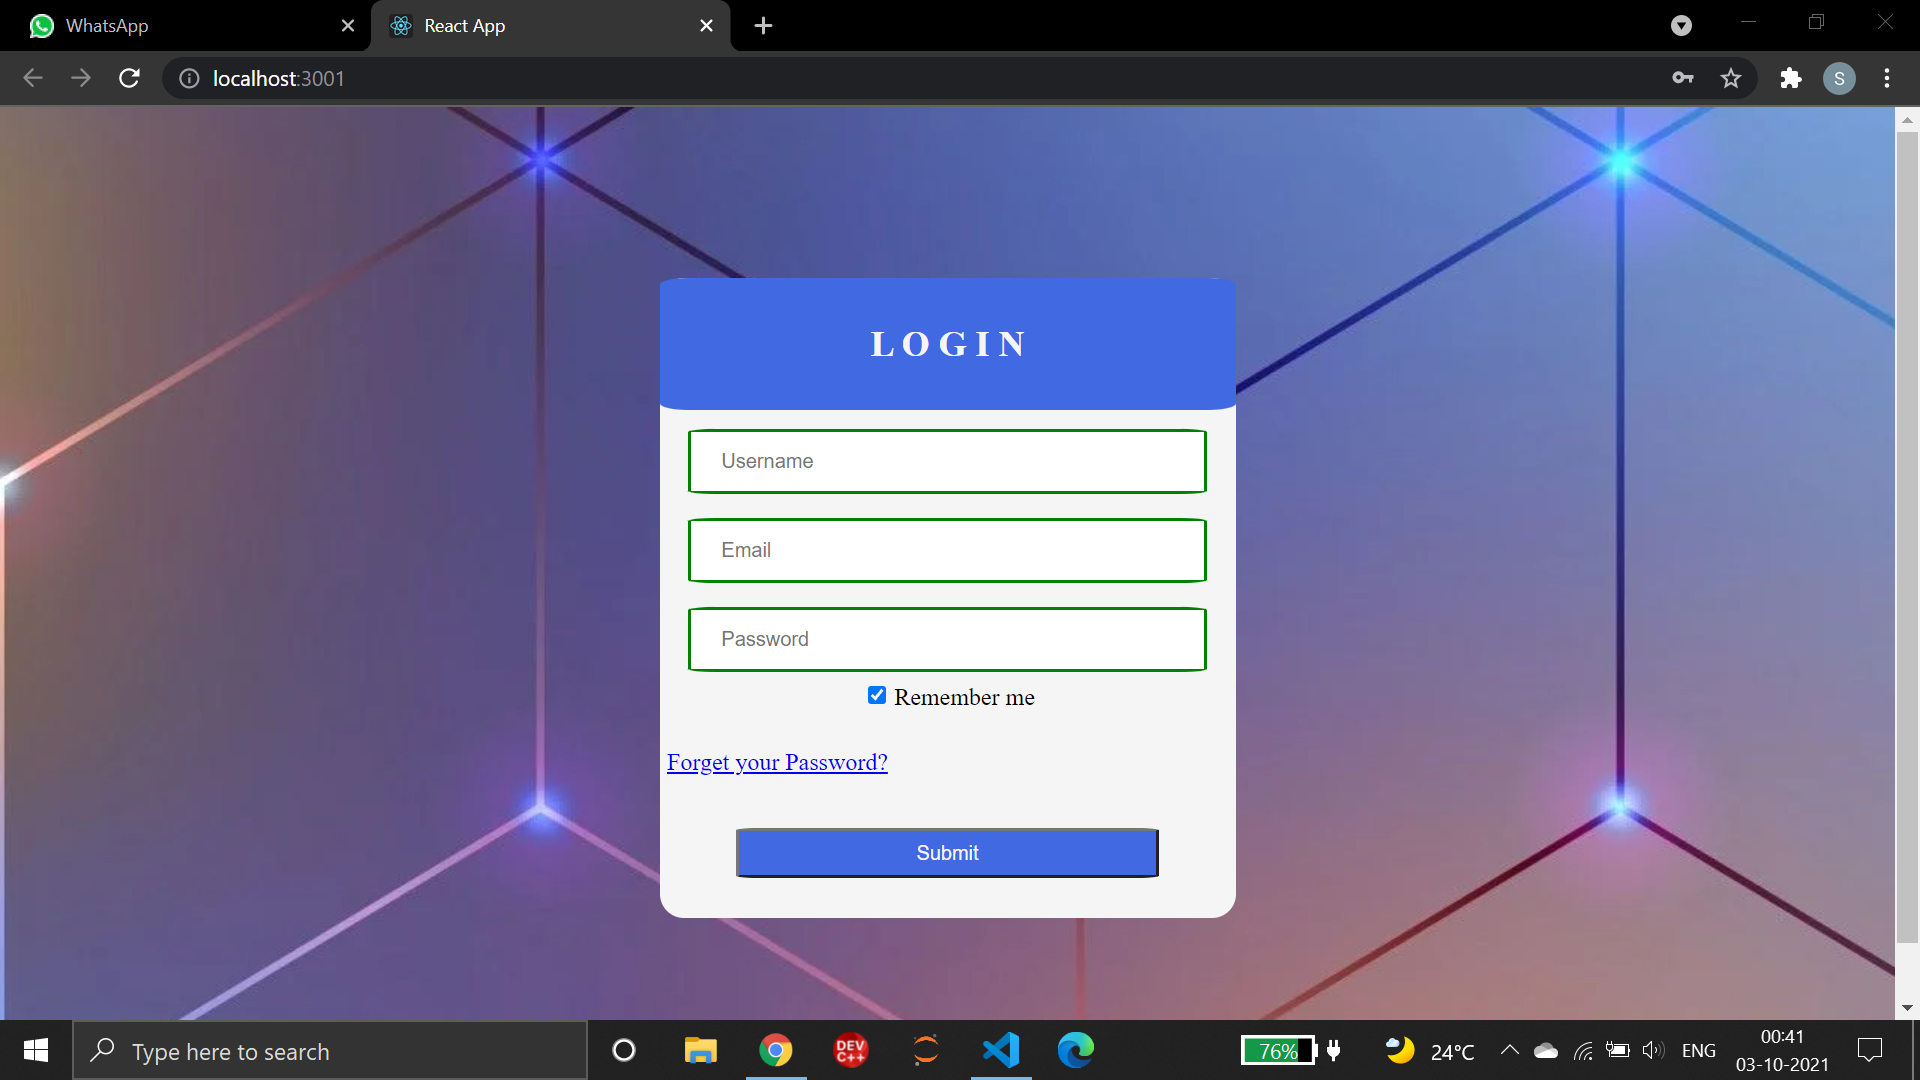 WhatsApp
React App
localhost:3001
S
LOGIN
Username
Email
Password
Remember me
Forget your Password?
Submit
Type here to search
DEV
C++
76%
24°C
ENG
00:41
03-10-2021